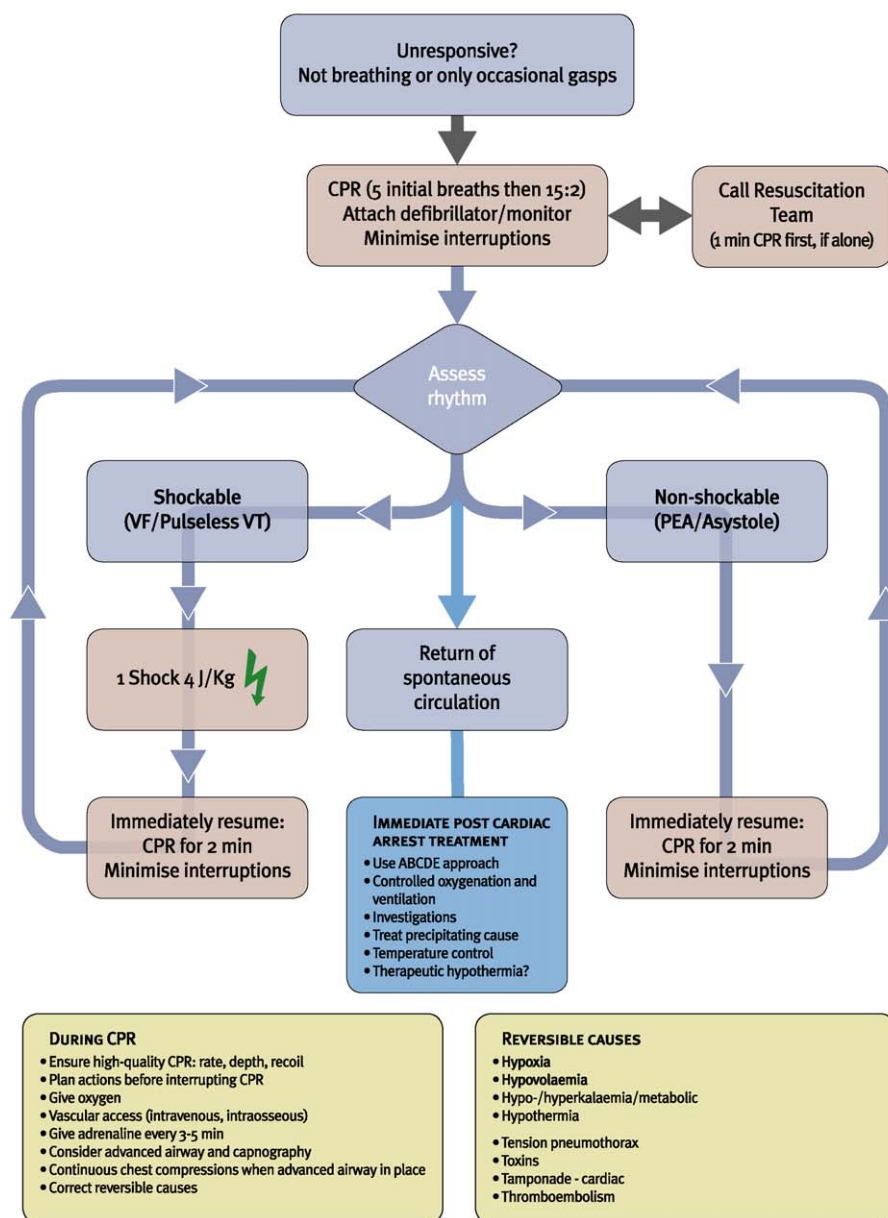 Unresponsive?
Not breathing or only occasional gasps
CPR (5 initial breaths then 15:2)
Attach defibrillator/monitor
Minimise interruptions
Call Resuscitation
Team
(1 min CPR first, if alone)
Assess
rhythm
Shockable
(VF/Pulseless VT)
Non-shockable
(PEA/Asystole)
1 Shock 4 J/Kg
Return of
spontaneous
circulation
Immediately resume:
CPR for 2 min
Minimise interruptions
IMMEDIATE POST CARDIAC
ARREST TREATMENT
• Use ABCDE approach
• Controlled oxygenation and
ventilation
• Investigations
• Treat precipitating cause
• Temperature control
• Therapeutic hypothermia?
Immediately resume:
CPR for 2 min
Minimise interruptions
DURING CPR
• Ensure high-quality CPR: rate, depth, recoil
• Plan actions before interrupting CPR
• Give oxygen
• Vascular access (intravenous, intraosseous)
• Give adrenaline every 3-5 min
• Consider advanced airway and capnography
• Continuous chest compressions when advanced airway in place
• Correct reversible causes
REVERSIBLE CAUSES
• Hypoxia
• Hypovolaemia
• Hypo-/hyperkalaemia/metabolic
• Hypothermia
• Tension pneumothorax
• Toxins
• Tamponade - cardiac
• Thromboembolism